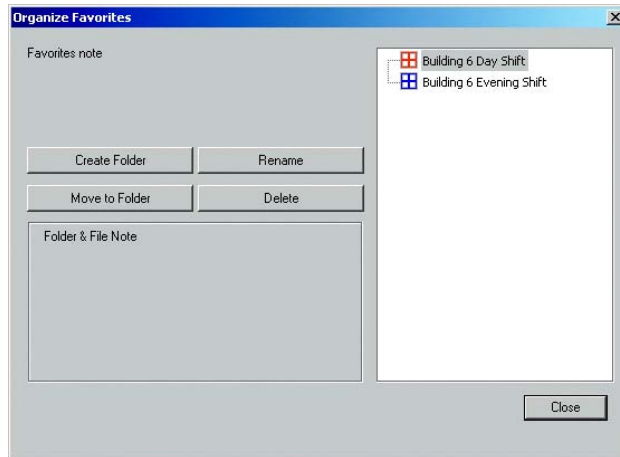 Organize Favorites
Favorites note
Create Folder
Rename
Move to Folder
Delete
Folder & File Note
Building 6 Day Shift
Building 6 Evening Shift
Close